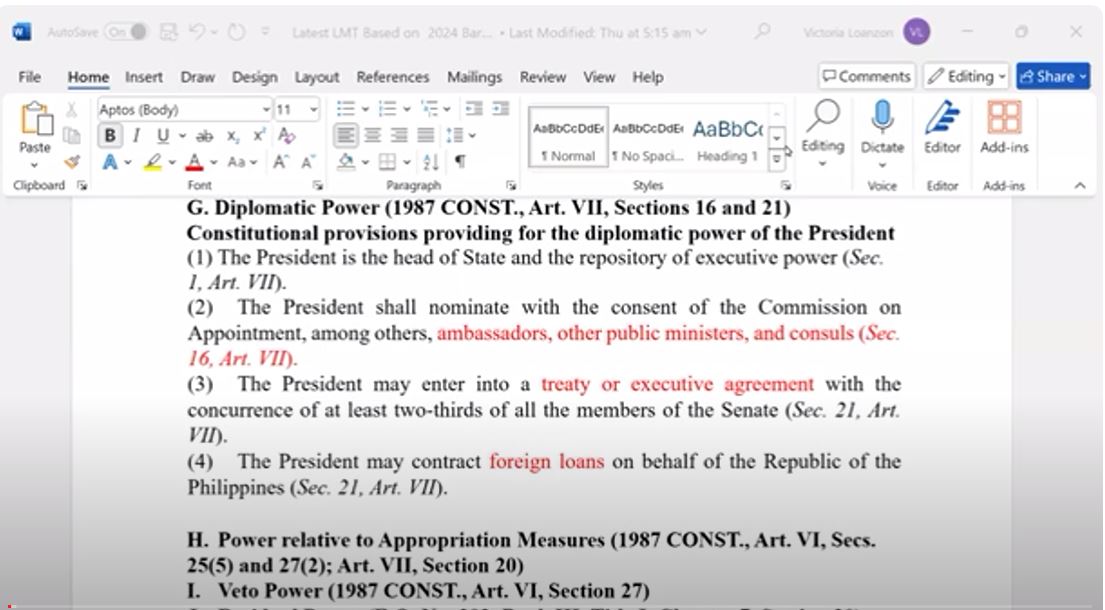 AutoSave On Latest LMT Based on 2024 Bar... • Last Modified: Thu at 5:15 am Victoria Loanzon VL
File Home Insert Draw Design Layout References Mailings Review View Help Comments Editing Share
Aptos (Body) 11
AaBbCcDdE AaBbCcDdE AaBbC
B I U ab x x² A
Paste Normal No Spaci... Heading 1 Editing Dictate Editor Add-ins
A A Aa A A
Clipboard Font Paragraph Styles Voice Editor Add-ins
G. Diplomatic Power (1987 CONST., Art. VII, Sections 16 and 21)
Constitutional provisions providing for the diplomatic power of the President
(1) The President is the head of State and the repository of executive power (Sec.
1, Art. VII).
(2) The President shall nominate with the consent of the Commission on
Appointment, among others, ambassadors, other public ministers, and consuls (Sec.
16, Art. VII).
(3) The President may enter into a treaty or executive agreement with the
concurrence of at least two-thirds of all the members of the Senate (Sec. 21, Art.
VII).
(4) The President may contract foreign loans on behalf of the Republic of the
Philippines (Sec. 21, Art. VII).
H. Power relative to Appropriation Measures (1987 CONST., Art. VI, Secs.
25(5) and 27(2); Art. VII, Section 20)
I. Veto Power (1987 CONST., Art. VI, Section 27)